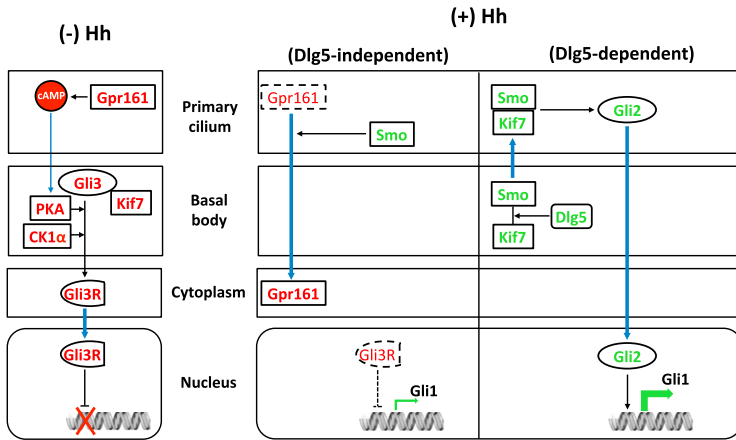 (-) Hh
(+) Hh
(Dlg5-independent)
(Dlg5-dependent)
cAMP
Gpr161
Primary
cilium
Gpr161
Smo
Smo
Kif7
Gli2
Gli3
PKA
Kif7
CK1α
Basal
body
Smo
Dlg5
Kif7
Gli3R
Cytoplasm
Gpr161
Gli3R
Nucleus
Gli3R
Gli1
Gli2
Gli1